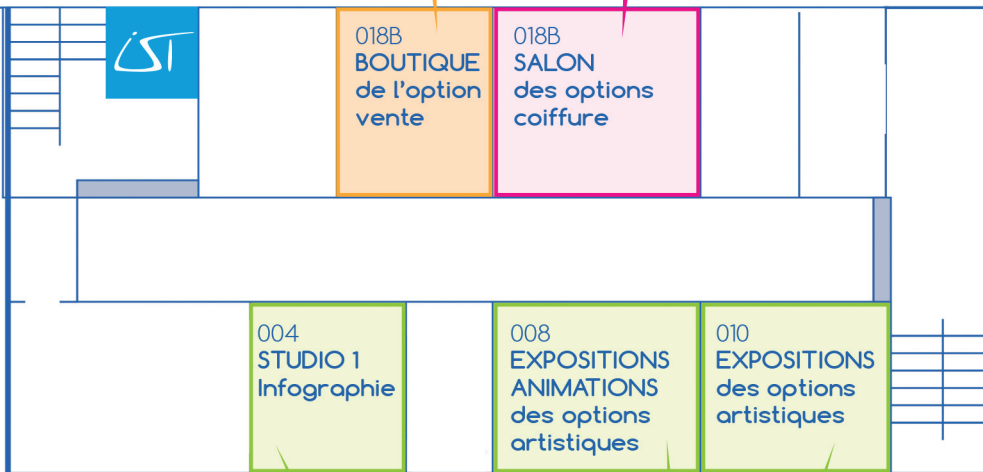 iST
018B
BOUTIQUE
de l'option
vente
018B
SALON
des options
coiffure
004
STUDIO 1
Infographie
008
EXPOSITIONS
ANIMATIONS
des options
artistiques
010
EXPOSITIONS
des options
artistiques